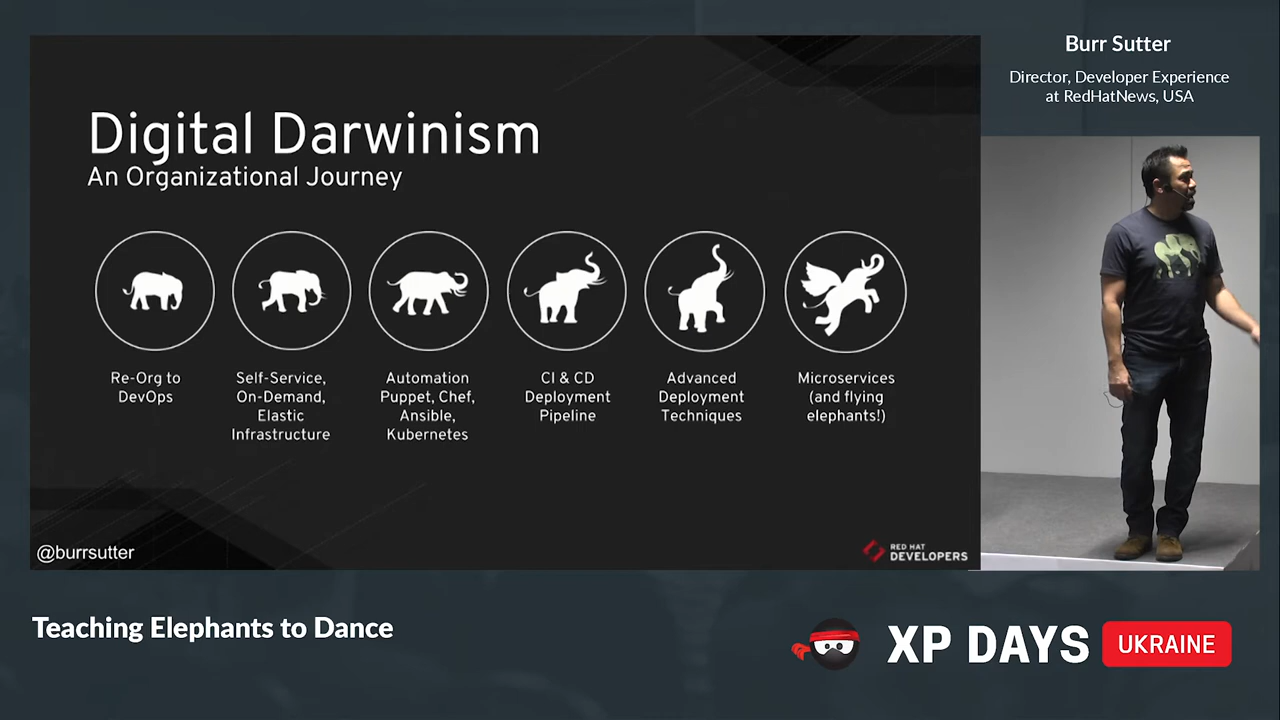 Burr Sutter
Director, Developer Experience
at RedHatNews, USA
Digital Darwinism
An Organizational Journey
Re-Org to
DevOps
Self-Service,
On-Demand,
Elastic
Infrastructure
Automation
Puppet, Chef,
Ansible,
Kubernetes
CI & CD
Deployment
Pipeline
Advanced
Deployment
Techniques
Microservices
(and flying
elephants!)
@burrsutter
RED HAT
DEVELOPERS
Teaching Elephants to Dance
XP DAYS
UKRAINE